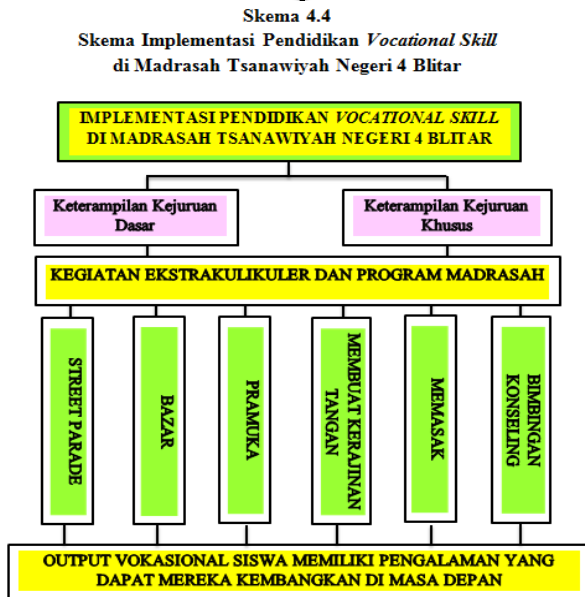 Skema 4.4
Skema Implementasi Pendidikan Vocational Skill
di Madrasah Tsanawiyah Negeri 4 Blitar
IMPLEMENTASI PENDIDIKAN VOCATIONAL SKILL
DI MADRASAH TSANAWIYAH NEGERI 4 BLITAR
Keterampilan Kejuruan
Dasar
Keterampilan Kejuruan
Khusus
KEGIATAN EKSTRAKULIKULER DAN PROGRAM MADRASAH
STREET PARADE
BAZAR
PRAMUKA
MEMBUAT KERAJINAN
TANGAN
MEMASAK
BIMBINGAN
KONSELING
OUTPUT VOKASIONAL SISWA MEMILIKI PENGALAMAN YANG
DAPAT MEREKA KEMBANGKAN DI MASA DEPAN